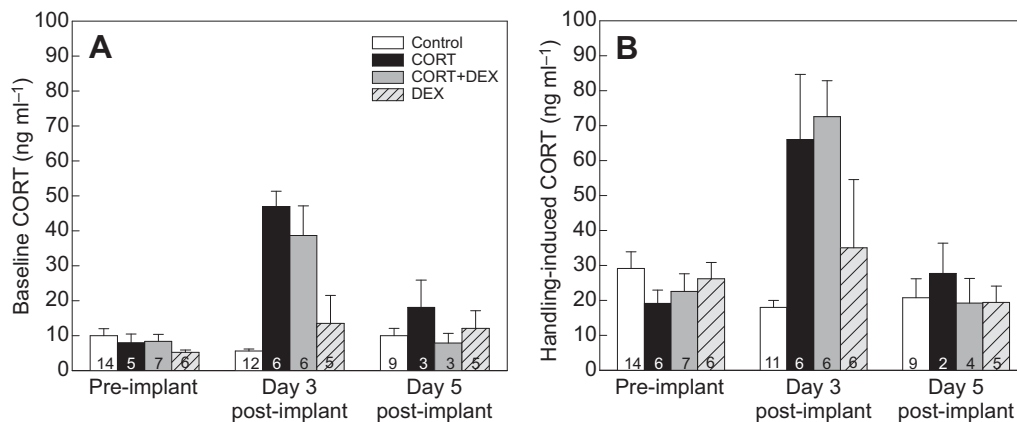 100
90
80
70
60
50
40
30
20
10
0
Baseline CORT (ng ml⁻¹)
A
Control
CORT
CORT+DEX
DEX
14 5 7 6
12 6 6 5
9 3 3 5
Pre-implant
Day 3
post-implant
Day 5
post-implant
100
90
80
70
60
50
40
30
20
10
0
Handling-induced CORT (ng ml⁻¹)
B
14 6 7 6
11 6 6 6
9 2 4 5
Pre-implant
Day 3
post-implant
Day 5
post-implant